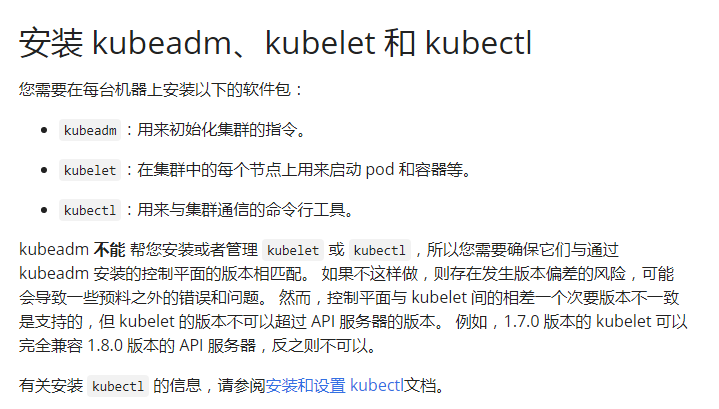 安装 kubeadm、kubelet 和 kubectl
您需要在每台机器上安装以下的软件包：
• kubeadm：用来初始化集群的指令。
• kubelet：在集群中的每个节点上用来启动 pod 和容器等。
• kubectl：用来与集群通信的命令行工具。
kubeadm 不能 帮您安装或者管理 kubelet 或 kubectl，所以您需要确保它们与通过
kubeadm 安装的控制平面的版本相匹配。 如果不这样做，则存在发生版本偏差的风险，可能
会导致一些预料之外的错误和问题。 然而，控制平面与 kubelet 间的相差一个次要版本不一致
是支持的，但 kubelet 的版本不可以超过 API 服务器的版本。 例如，1.7.0 版本的 kubelet 可以
完全兼容 1.8.0 版本的 API 服务器，反之则不可以。
有关安装 kubectl 的信息，请参阅安装和设置 kubectl文档。